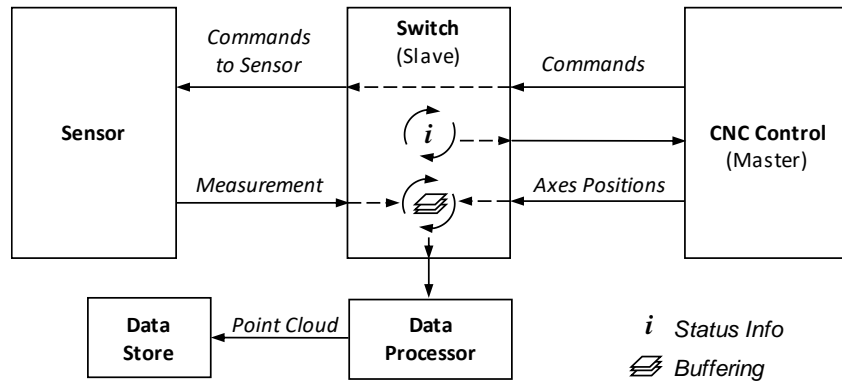 Commands
to Sensor
Switch
(Slave)
Commands
Sensor
i
CNC Control
(Master)
Measurement
Axes Positions
Data
Store
Point Cloud
Data
Processor
i Status Info
Buffering